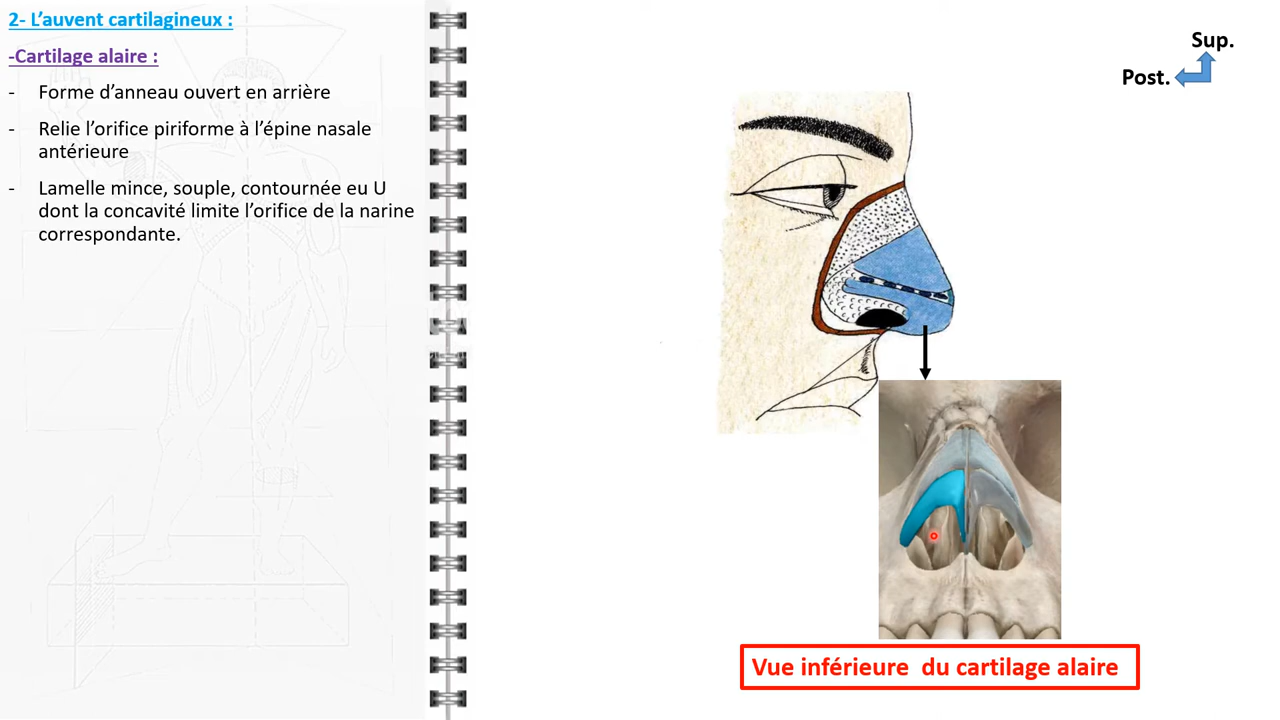 2- L’auvent cartilagineux :
-Cartilage alaire :
- Forme d’anneau ouvert en arrière
- Relie l’orifice piriforme à l’épine nasale
antérieure
- Lamelle mince, souple, contournée eu U
dont la concavité limite l’orifice de la narine
correspondante.
Sup.
Post.
Vue inférieure du cartilage alaire